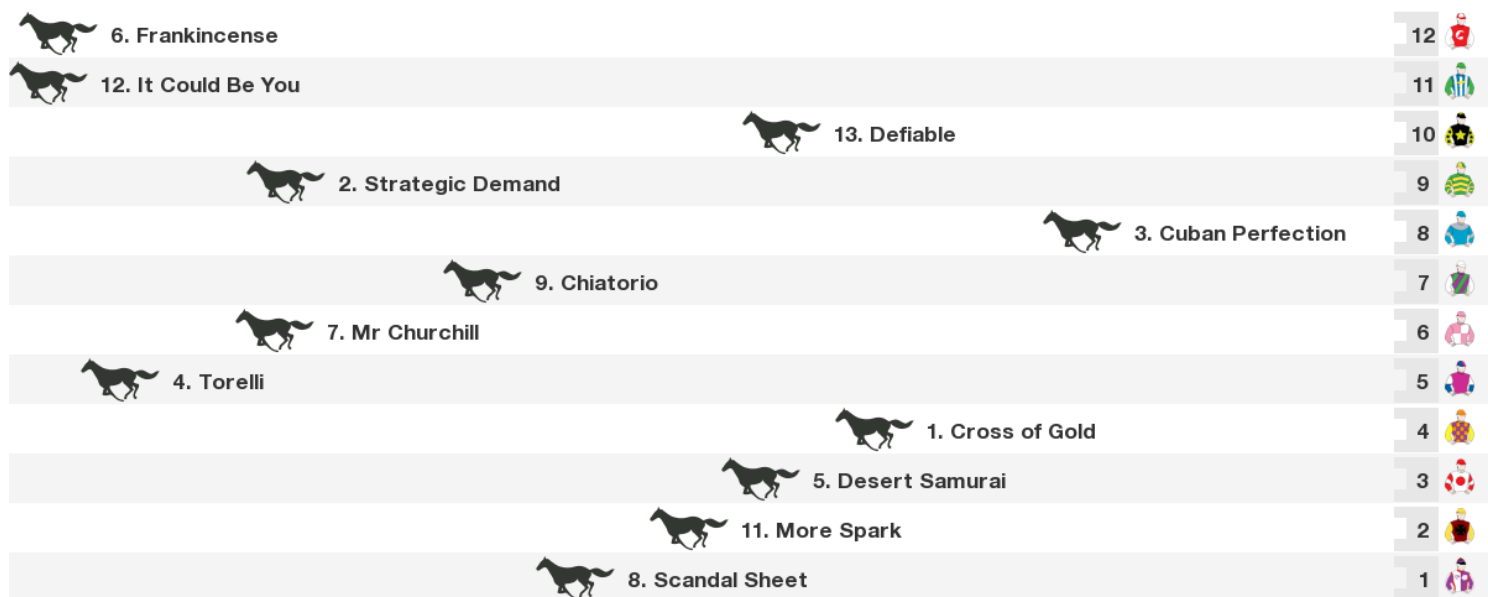 6. Frankincense 12
12. It Could Be You 11
13. Defiable 10
2. Strategic Demand 9
3. Cuban Perfection 8
9. Chiatorio 7
7. Mr Churchill 6
4. Torelli 5
1. Cross of Gold 4
5. Desert Samurai 3
11. More Spark 2
8. Scandal Sheet 1